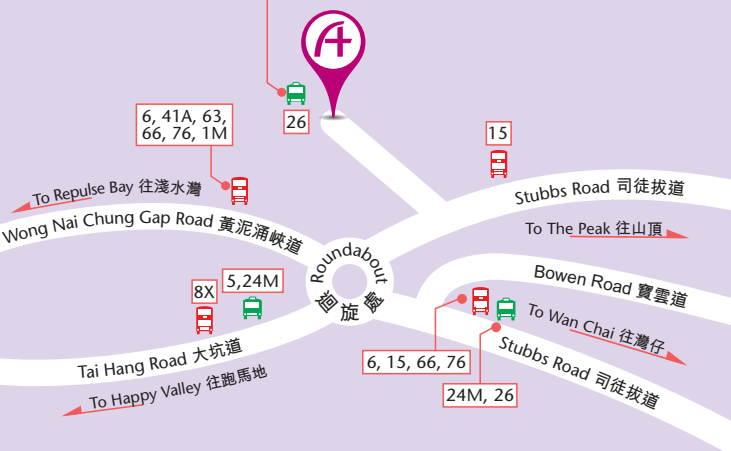 26
6, 41A, 63,
66, 76, 1M
15
To Repulse Bay 往淺水灣
Stubbs Road 司徒拔道
Wong Nai Chung Gap Road 黃泥涌峽道
To The Peak 往山頂
Roundabout
迴旋處
Bowen Road 寶雲道
8X
5,24M
To Wan Chai 往灣仔
Tai Hang Road 大坑道
Stubbs Road 司徒拔道
6, 15, 66, 76
To Happy Valley 往跑馬地
24M, 26